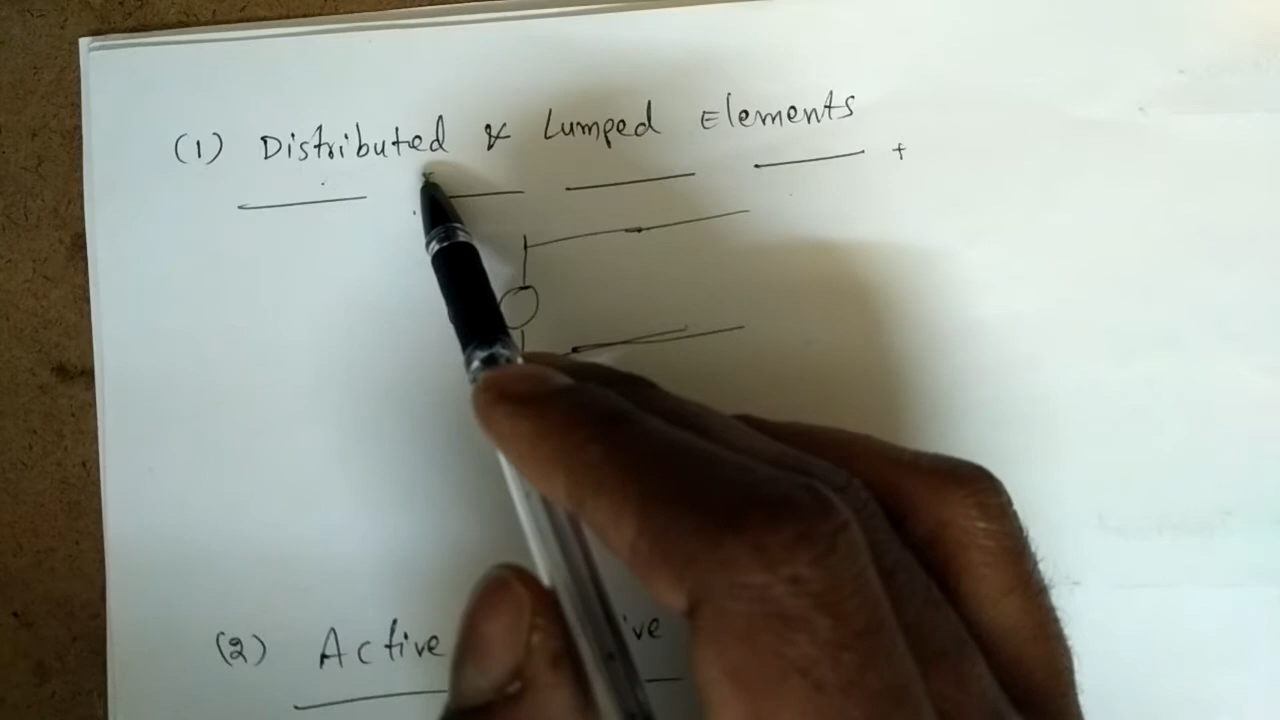 (1) Distributed & Lumped Elements
(2) Active